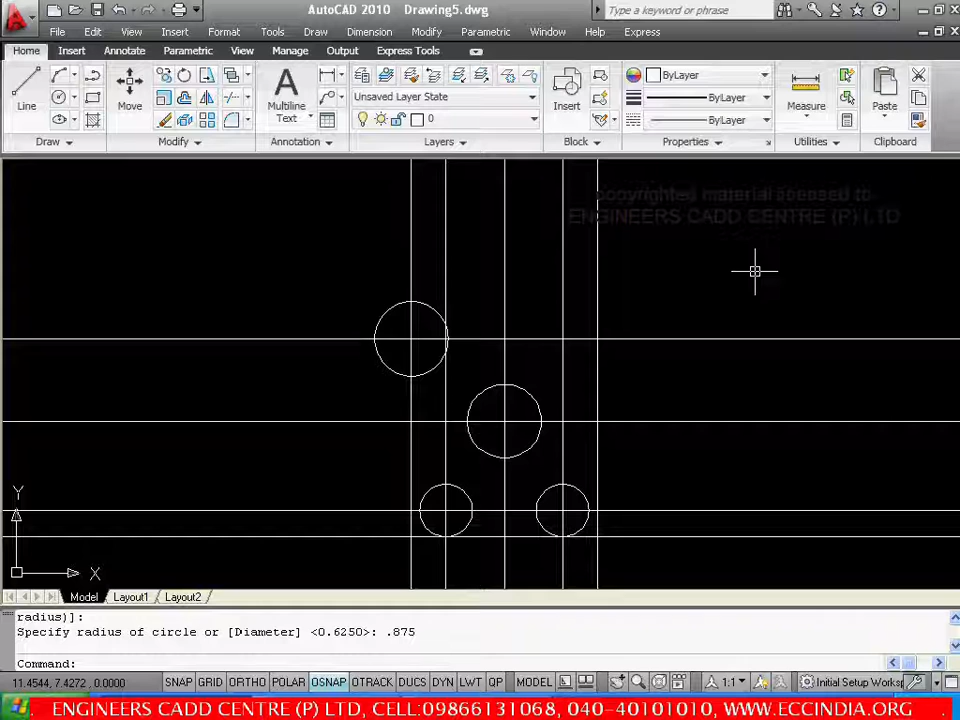 AutoCAD 2010 Drawing5.dwg
Type a keyword or phrase
File Edit View Insert Format Tools Draw Dimension Modify Parametric Window Help Express
Home Insert Annotate Parametric View Manage Output Express Tools
Line Move Multiline Text Unsaved Layer State Insert ByLayer Measure Paste
0 ByLayer
ByLayer
Draw Modify Annotation Layers Block Properties Utilities Clipboard
copyrighted material licensed to
ENGINEERS CADD CENTRE (P) LTD
Y
X
Model Layout1 Layout2
radius)]:
Specify radius of circle or [Diameter] <0.6250>: .875
Command:
11.4544, 7.4272, 0.0000 SNAP GRID ORTHO POLAR OSNAP OTRACK DUCS DYN LWT QP MODEL 1:1 Initial Setup Worksp
ENGINEERS CADD CENTRE (P) LTD, CELL:09866131068, 040-40101010, WWW.ECCINDIA.ORG